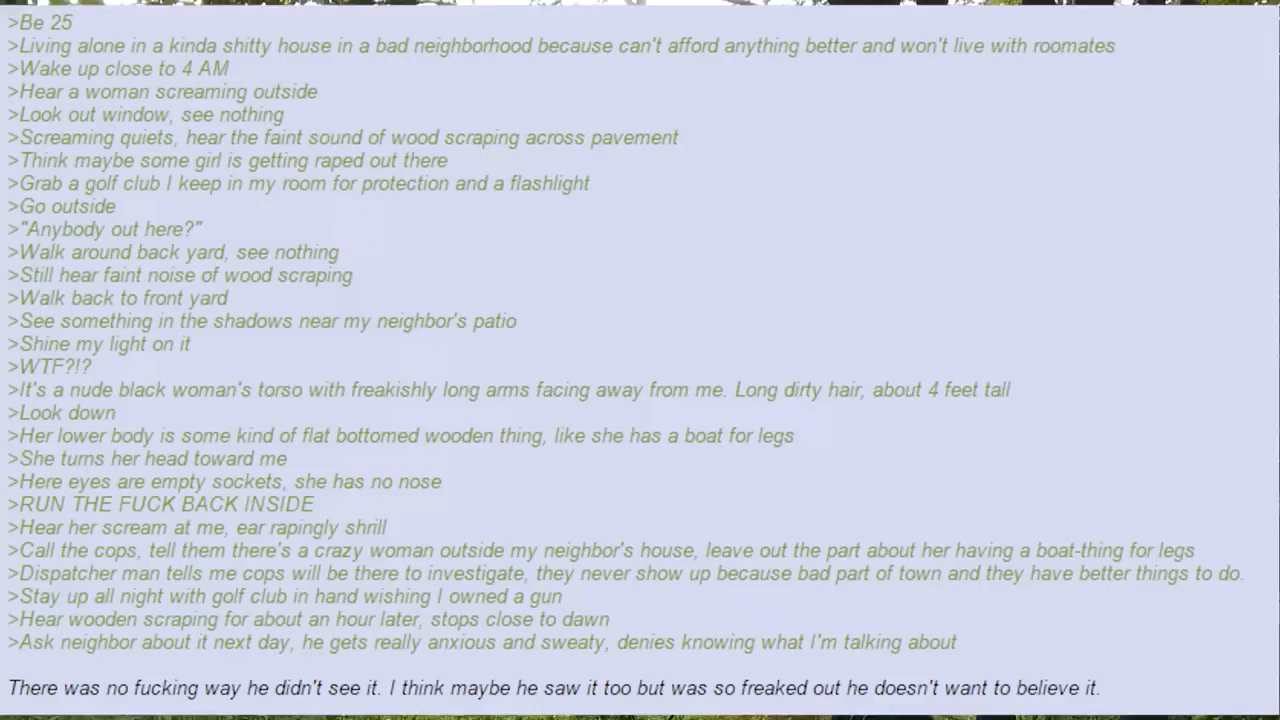 >Be 25
>Living alone in a kinda shitty house in a bad neighborhood because can't afford anything better and won't live with roomates
>Wake up close to 4 AM
>Hear a woman screaming outside
>Look out window, see nothing
>Screaming quiets, hear the faint sound of wood scraping across pavement
>Think maybe some girl is getting raped out there
>Grab a golf club I keep in my room for protection and a flashlight
>Go outside
>"Anybody out here?"
>Walk around back yard, see nothing
>Still hear faint noise of wood scraping
>Walk back to front yard
>See something in the shadows near my neighbor's patio
>Shine my light on it
>WTF?!?
>It's a nude black woman's torso with freakishly long arms facing away from me. Long dirty hair, about 4 feet tall
>Look down
>Her lower body is some kind of flat bottomed wooden thing, like she has a boat for legs
>She turns her head toward me
>Here eyes are empty sockets, she has no nose
>RUN THE FUCK BACK INSIDE
>Hear her scream at me, ear rapingly shrill
>Call the cops, tell them there's a crazy woman outside my neighbor's house, leave out the part about her having a boat-thing for legs
>Dispatcher man tells me cops will be there to investigate, they never show up because bad part of town and they have better things to do.
>Stay up all night with golf club in hand wishing I owned a gun
>Hear wooden scraping for about an hour later, stops close to dawn
>Ask neighbor about it next day, he gets really anxious and sweaty, denies knowing what I'm talking about
There was no fucking way he didn't see it. I think maybe he saw it too but was so freaked out he doesn't want to believe it.